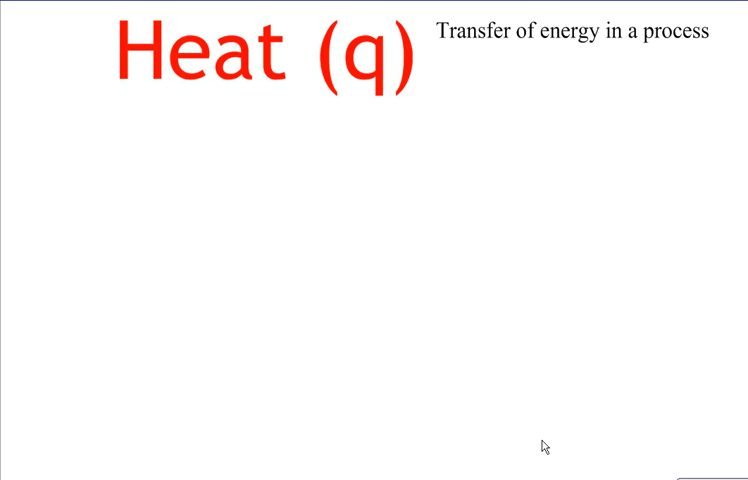 Heat (q)
Transfer of energy in a process